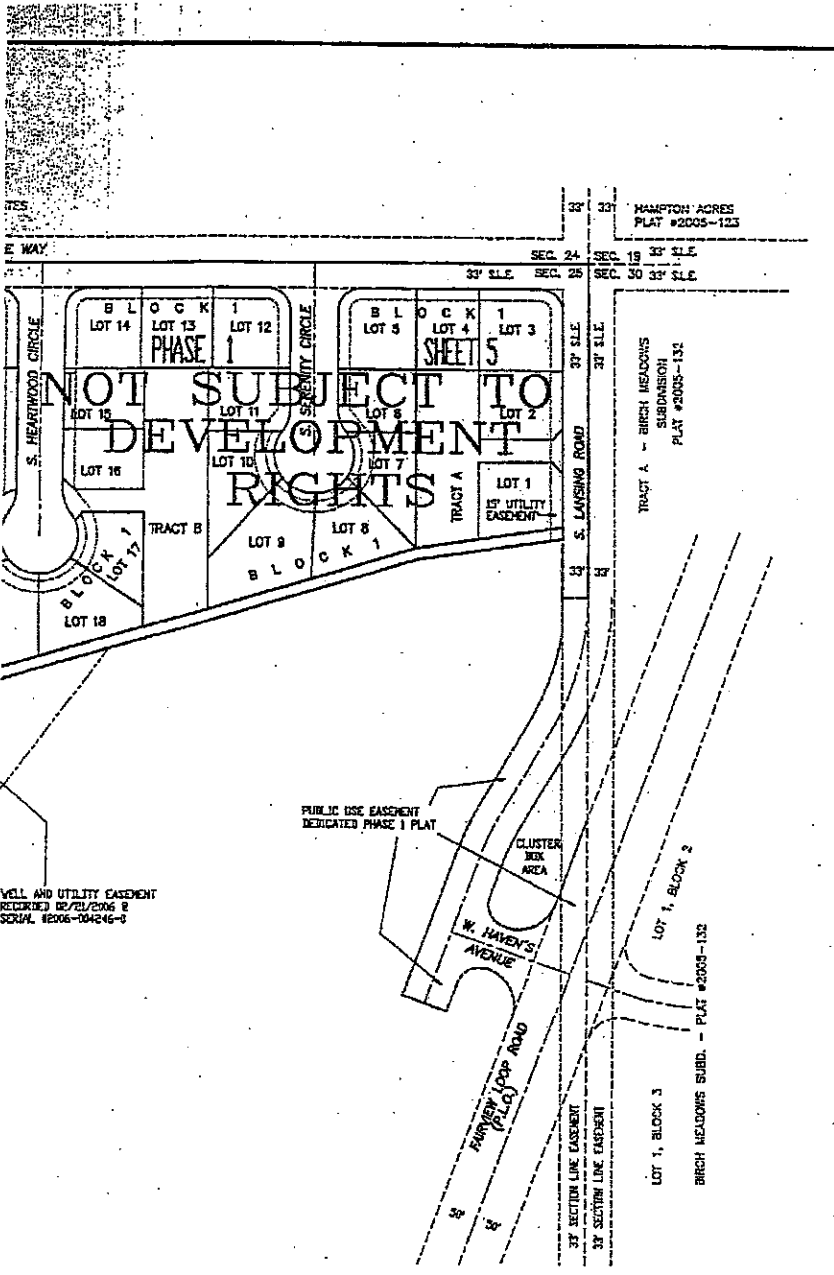 TES
E WAY
33' 33'
HAMPTON ACRES
PLAT #2005-123
SEC. 24 SEC. 19 33' S.L.E.
33' S.L.E. SEC. 25 SEC. 30 33' S.L.E.
S. HEARTWOOD CIRCLE
BLOCK 1
LOT 14
LOT 13
LOT 12
PHASE 1
S. SERENITY CIRCLE
BLOCK 1
LOT 5
LOT 4
LOT 3
SHEET 5
33' S.L.E.
33' S.L.E.
NOT SUBJECT TO
DEVELOPMENT
RIGHTS
LOT 15
LOT 11
LOT 6
LOT 2
LOT 16
LOT 10
LOT 7
LOT 1
15' UTILITY
EASEMENT
TRACT A
TRACT B
LOT 9
LOT 8
BLOCK 1
BLOCK 1
LOT 17
LOT 18
S. LANSING ROAD
33' 33'
TRACT A - BIRCH MEADOWS
SUBDIVISION
PLAT #2005-132
PUBLIC USE EASEMENT
DEDICATED PHASE 1 PLAT
CLUSTER
BOX
AREA
WELL AND UTILITY EASEMENT
RECORDED 02/21/2006 @
SERIAL #2006-004246-0
W. HAVEN'S
AVENUE
LOT 1, BLOCK 2
FAIRVIEW LOOP ROAD
(P.L.O.)
50' 50'
33' SECTION LINE EASEMENT
33' SECTION LINE EASEMENT
LOT 1, BLOCK 3
BIRCH MEADOWS SUBD. - PLAT #2005-132